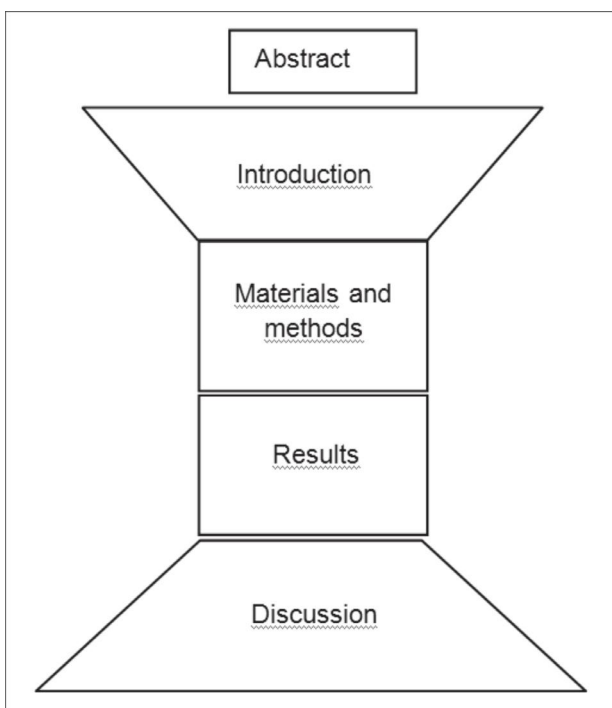 Abstract
Introduction
Materials and
methods
Results
Discussion